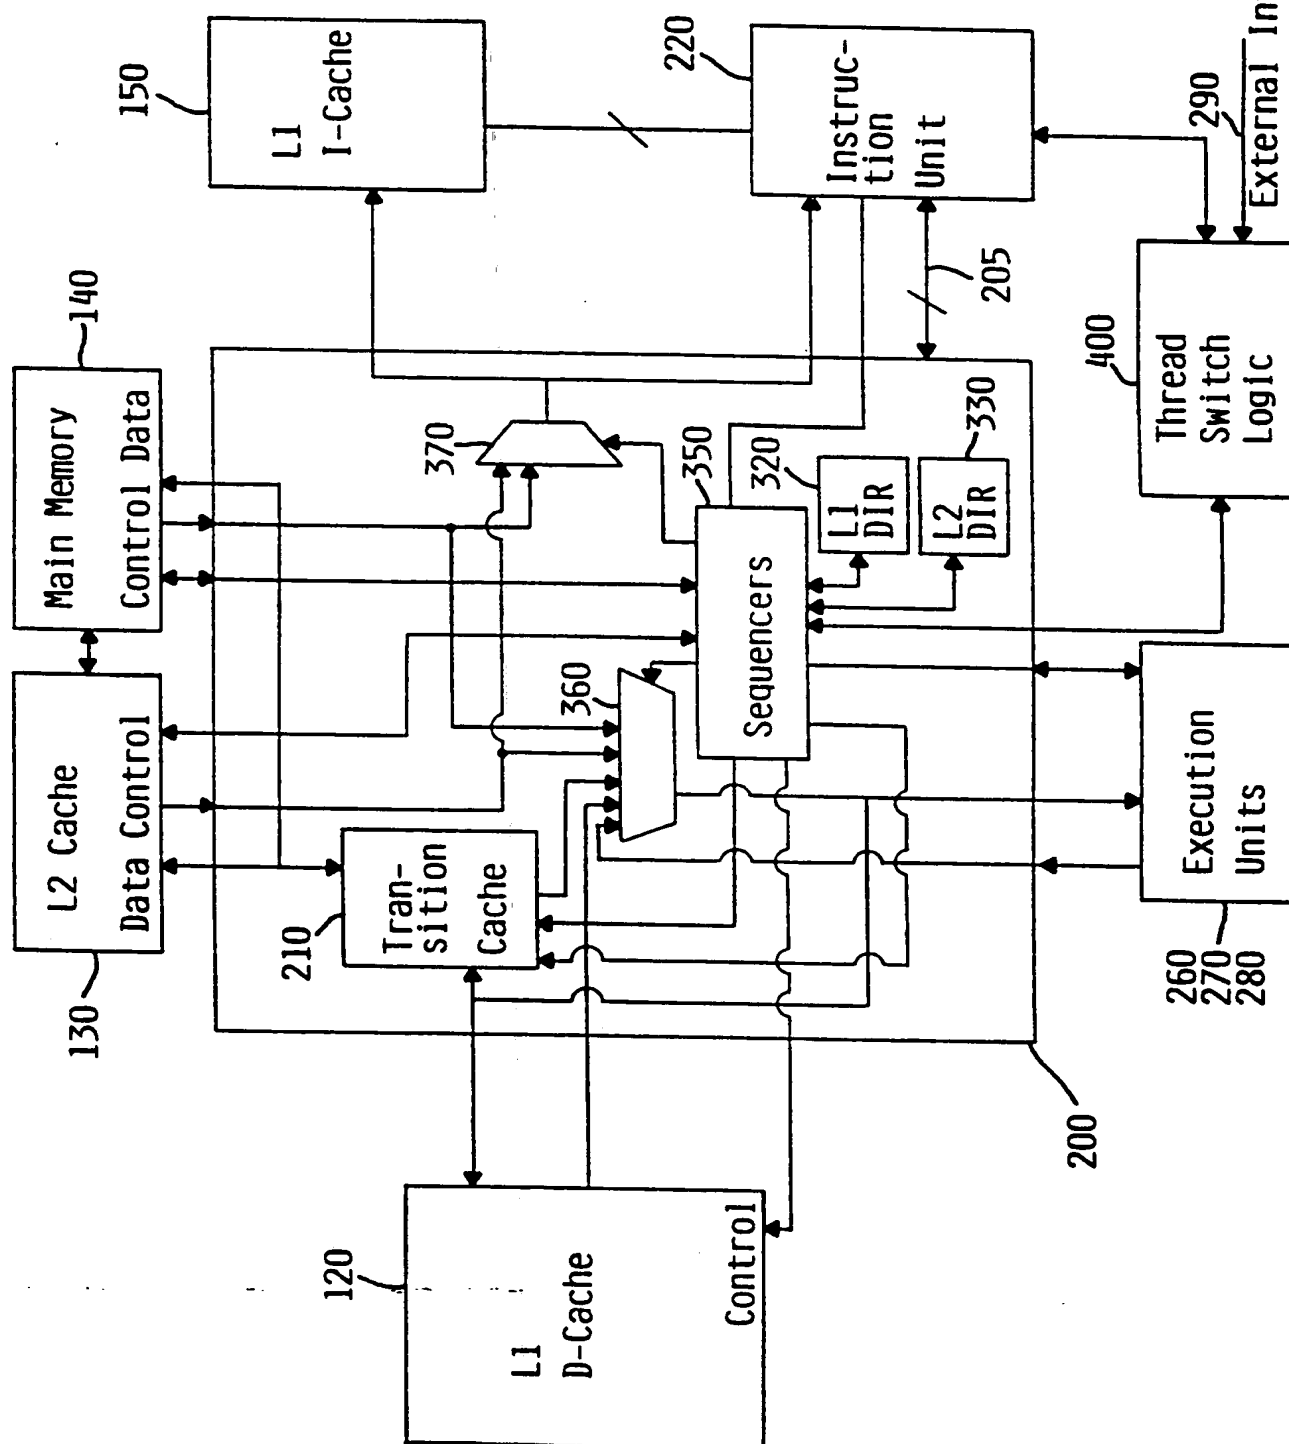 L1
D-Cache
Control
120
130
L2 Cache
Data Control
Main Memory
Control Data
140
150
L1
I-Cache
210
Tran-
sition
Cache
360
370
Sequencers
350
320
L1
DIR
L2
DIR
330
200
205
220
Instruc-
tion
Unit
260
270
280
Execution
Units
400
Thread
Switch
Logic
290
External In